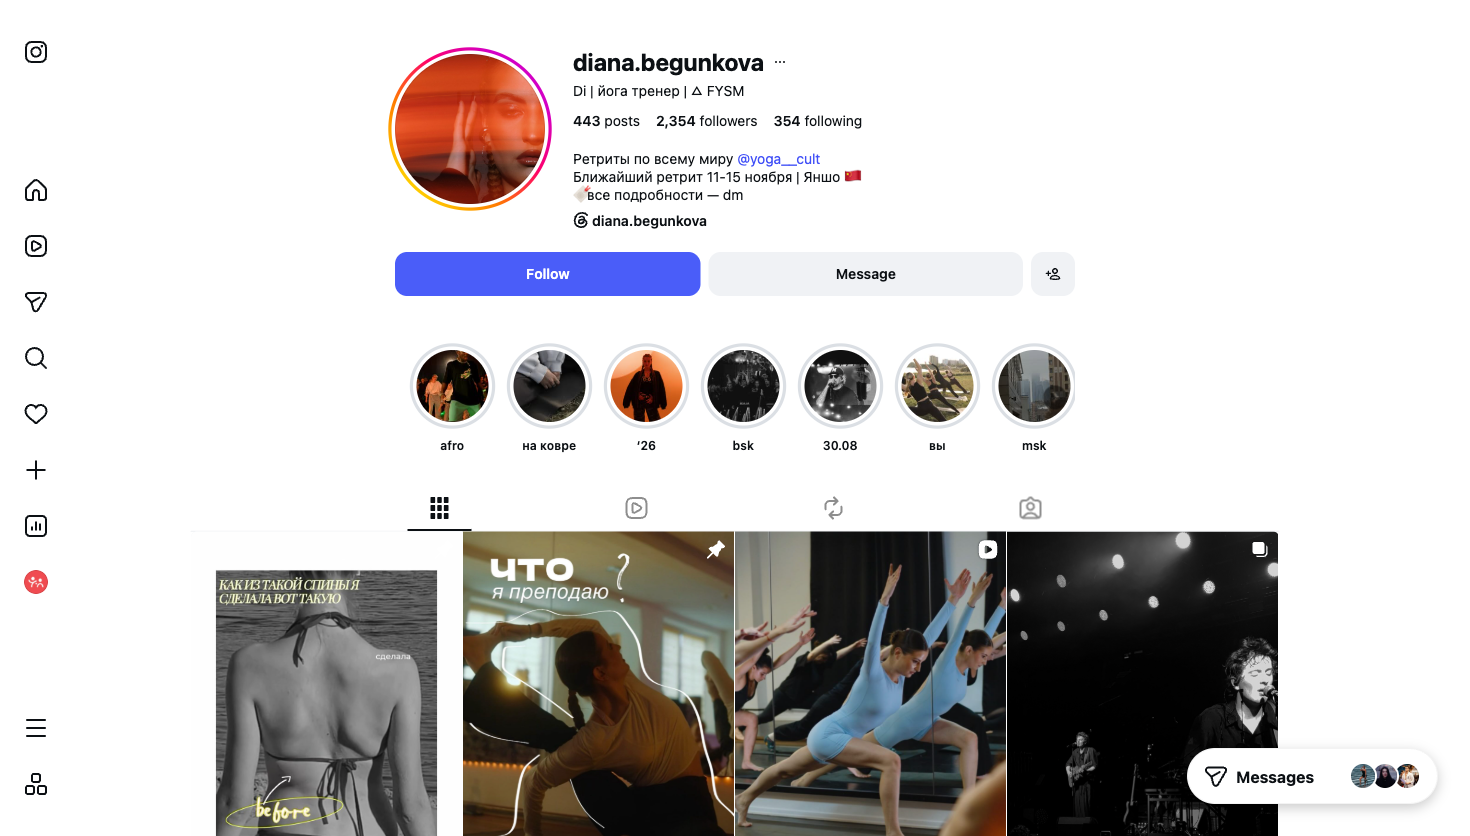 diana.begunkova ...
Di | йога тренер | △ FYSM
443 posts 2,354 followers 354 following
Ретриты по всему миру @yoga__cult
Ближайший ретрит 11-15 ноября | Яншо 🇨🇳
все подробности — dm
diana.begunkova
Follow
Message
afro
на ковре
‘26
bsk
30.08
вы
msk
КАК ИЗ ТАКОЙ СПИНЫ Я
СДЕЛАЛА ВОТ ТАКУЮ
сделала
before
ЧТО
я преподаю ?
Messages